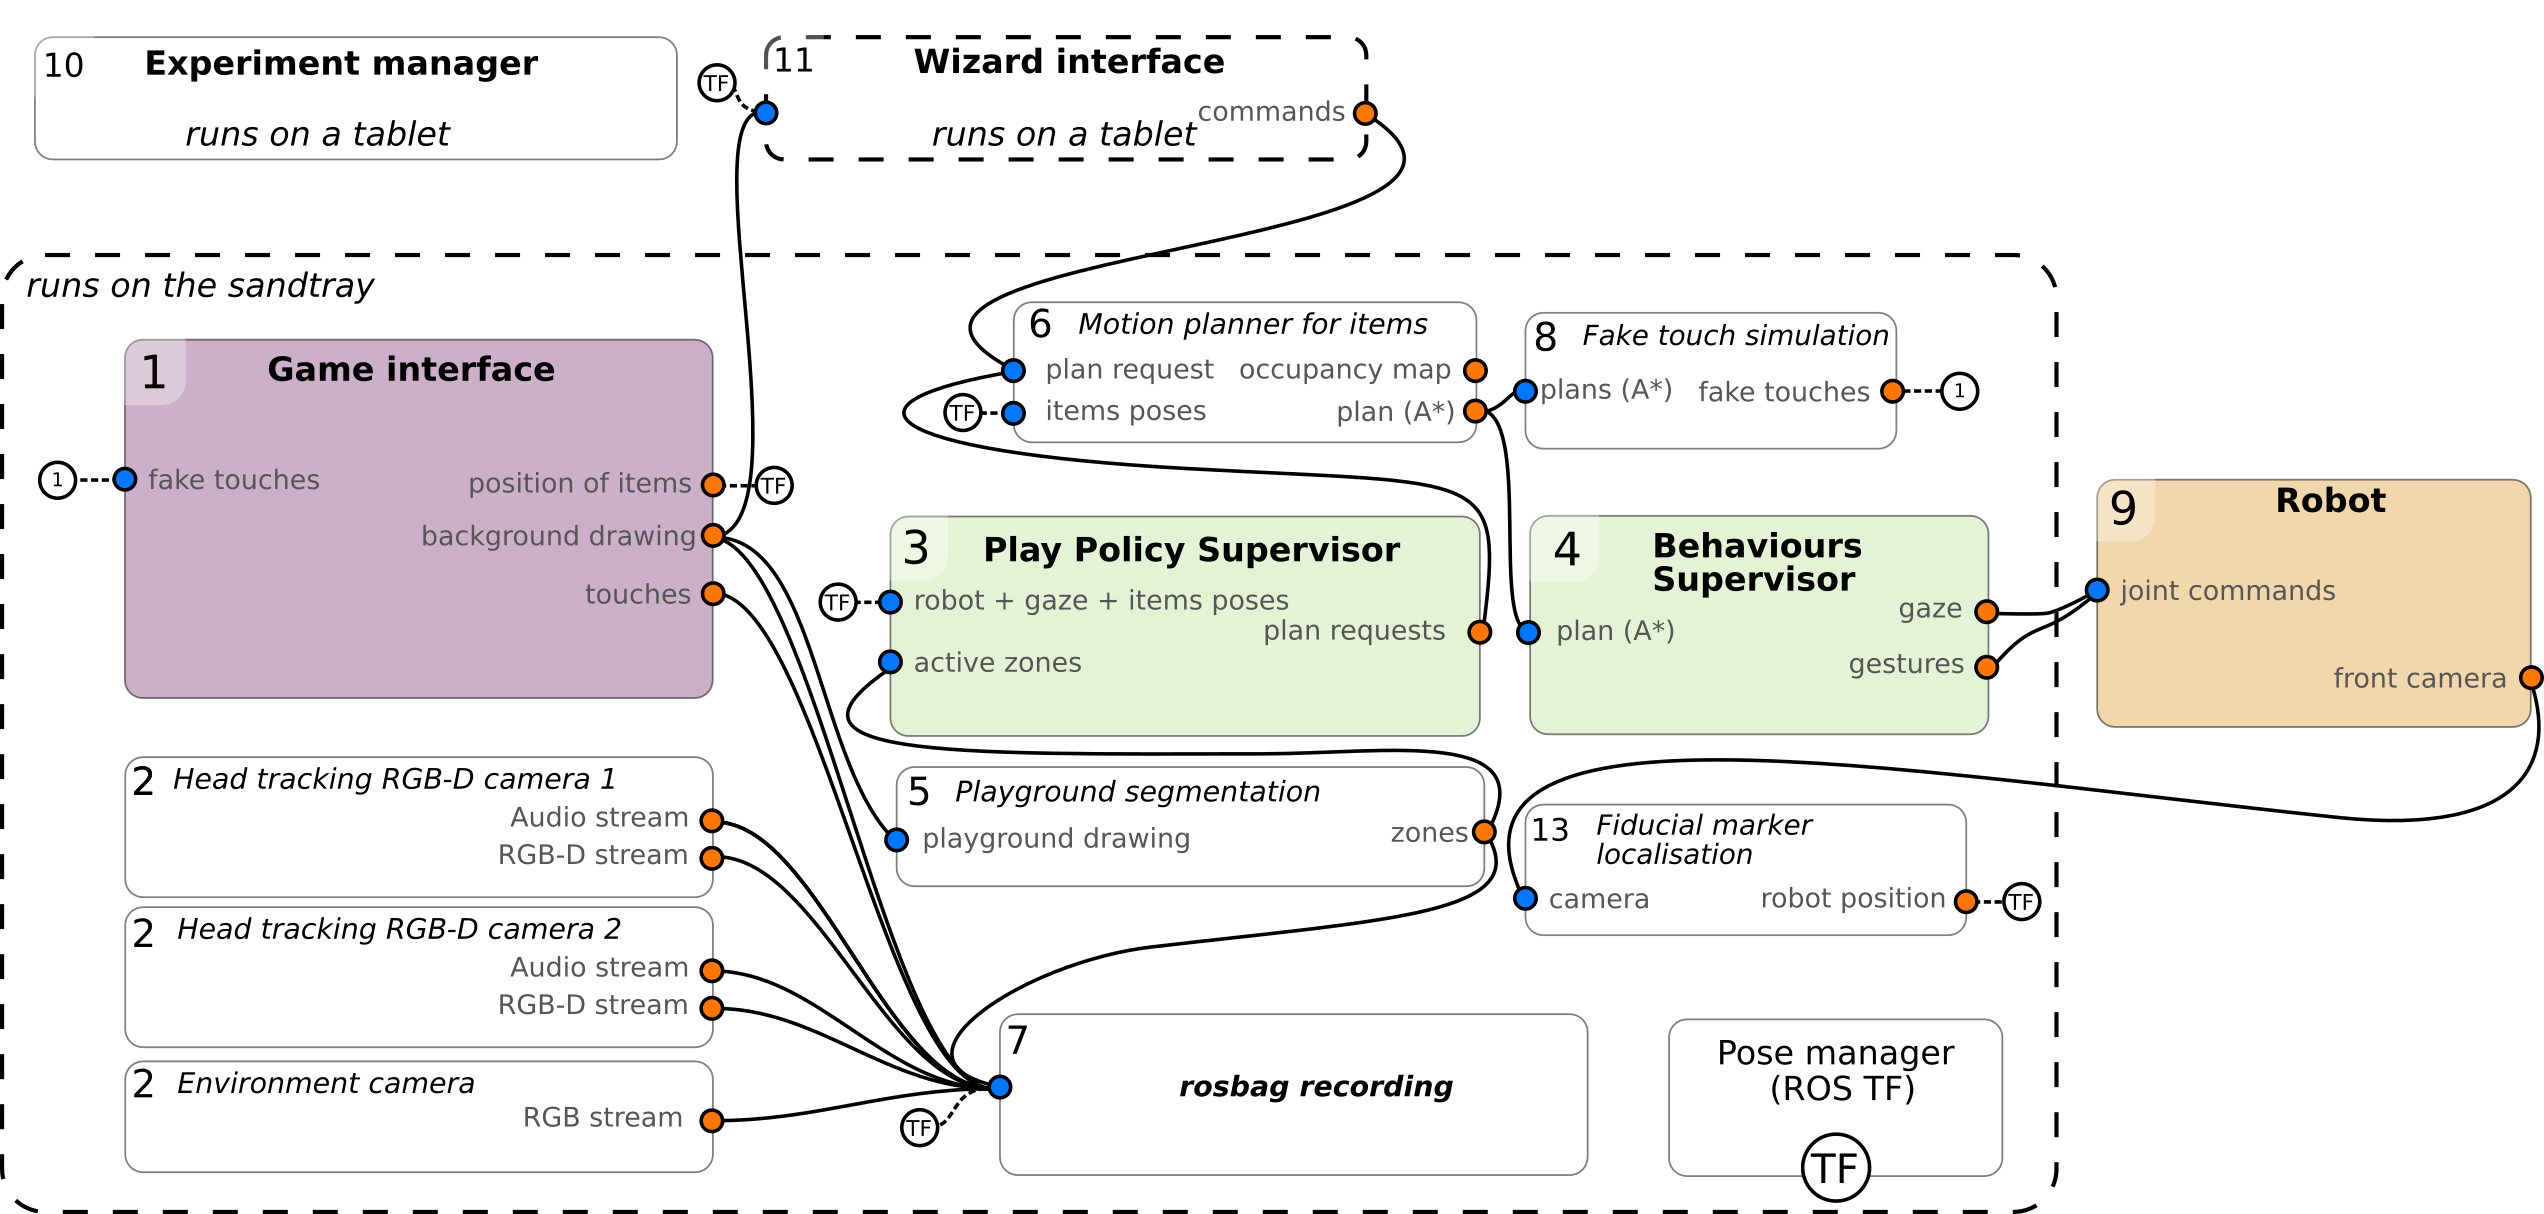 10 Experiment manager
runs on a tablet
TF
11 Wizard interface
commands
runs on a tablet
runs on the sandtray
1 Game interface
1 fake touches
position of items TF
background drawing
touches
6 Motion planner for items
plan request occupancy map
TF items poses plan (A*)
8 Fake touch simulation
plans (A*) fake touches 1
3 Play Policy Supervisor
TF robot + gaze + items poses
plan requests
active zones
4 Behaviours
Supervisor
gaze
plan (A*)
gestures
9 Robot
joint commands
front camera
2 Head tracking RGB-D camera 1
Audio stream
RGB-D stream
2 Head tracking RGB-D camera 2
Audio stream
RGB-D stream
2 Environment camera
RGB stream
5 Playground segmentation
playground drawing zones
13 Fiducial marker
localisation
camera robot position TF
7
rosbag recording
TF
Pose manager
(ROS TF)
TF